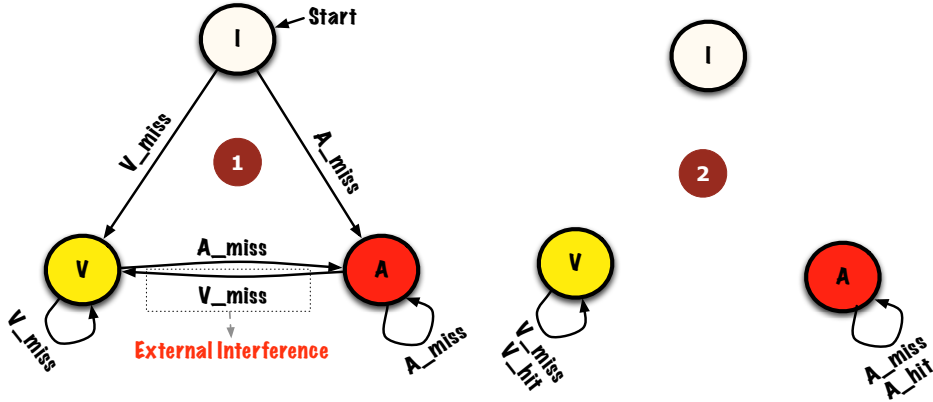 Start
I
V_miss
A_miss
1
V
A_miss
A
V_miss
V_miss
A_miss
External Interference
I
2
V
A
V_miss
V_hit
A_miss
A_hit